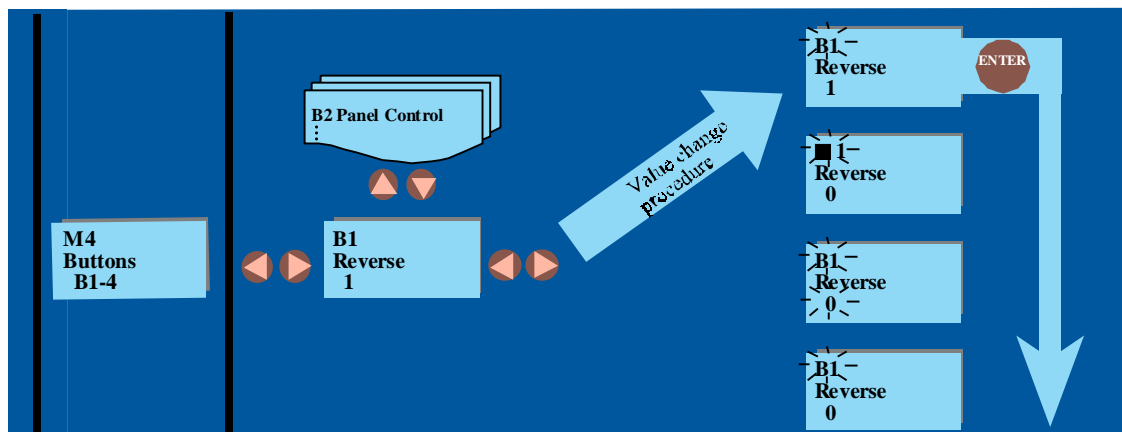 M4
Buttons
B1-4
B2 Panel Control
⋮
B1
Reverse
1
Value change
procedure
B1
Reverse
1
ENTER
■ 1
Reverse
0
B1
Reverse
0
B1
Reverse
0